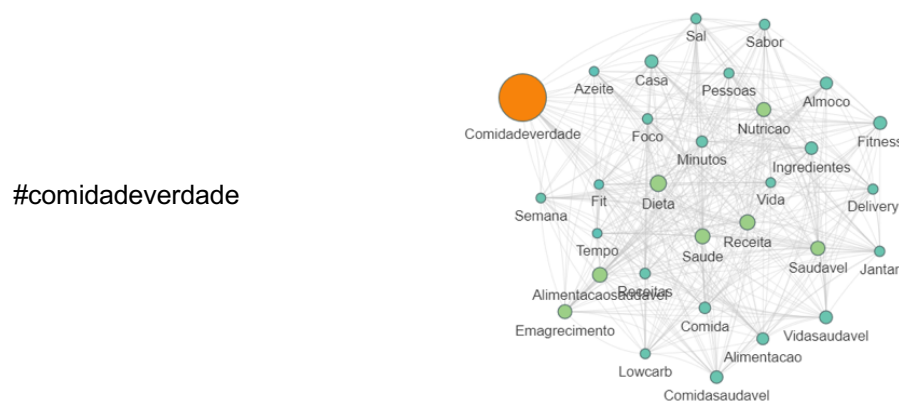 #comidadeverdade
Sal
Sabor
Azeite
Casa
Pessoas
Almoco
Comidadeverdade
Foco
Nutricao
Fitness
Minutos
Ingredientes
Semana
Fit
Dieta
Vida
Delivery
Tempo
Saude
Receita
Saudavel
Jantar
Alimentacaosaudavel
Receitas
Emagrecimento
Comida
Vidasaudavel
Lowcarb
Alimentacao
Comidasaudavel